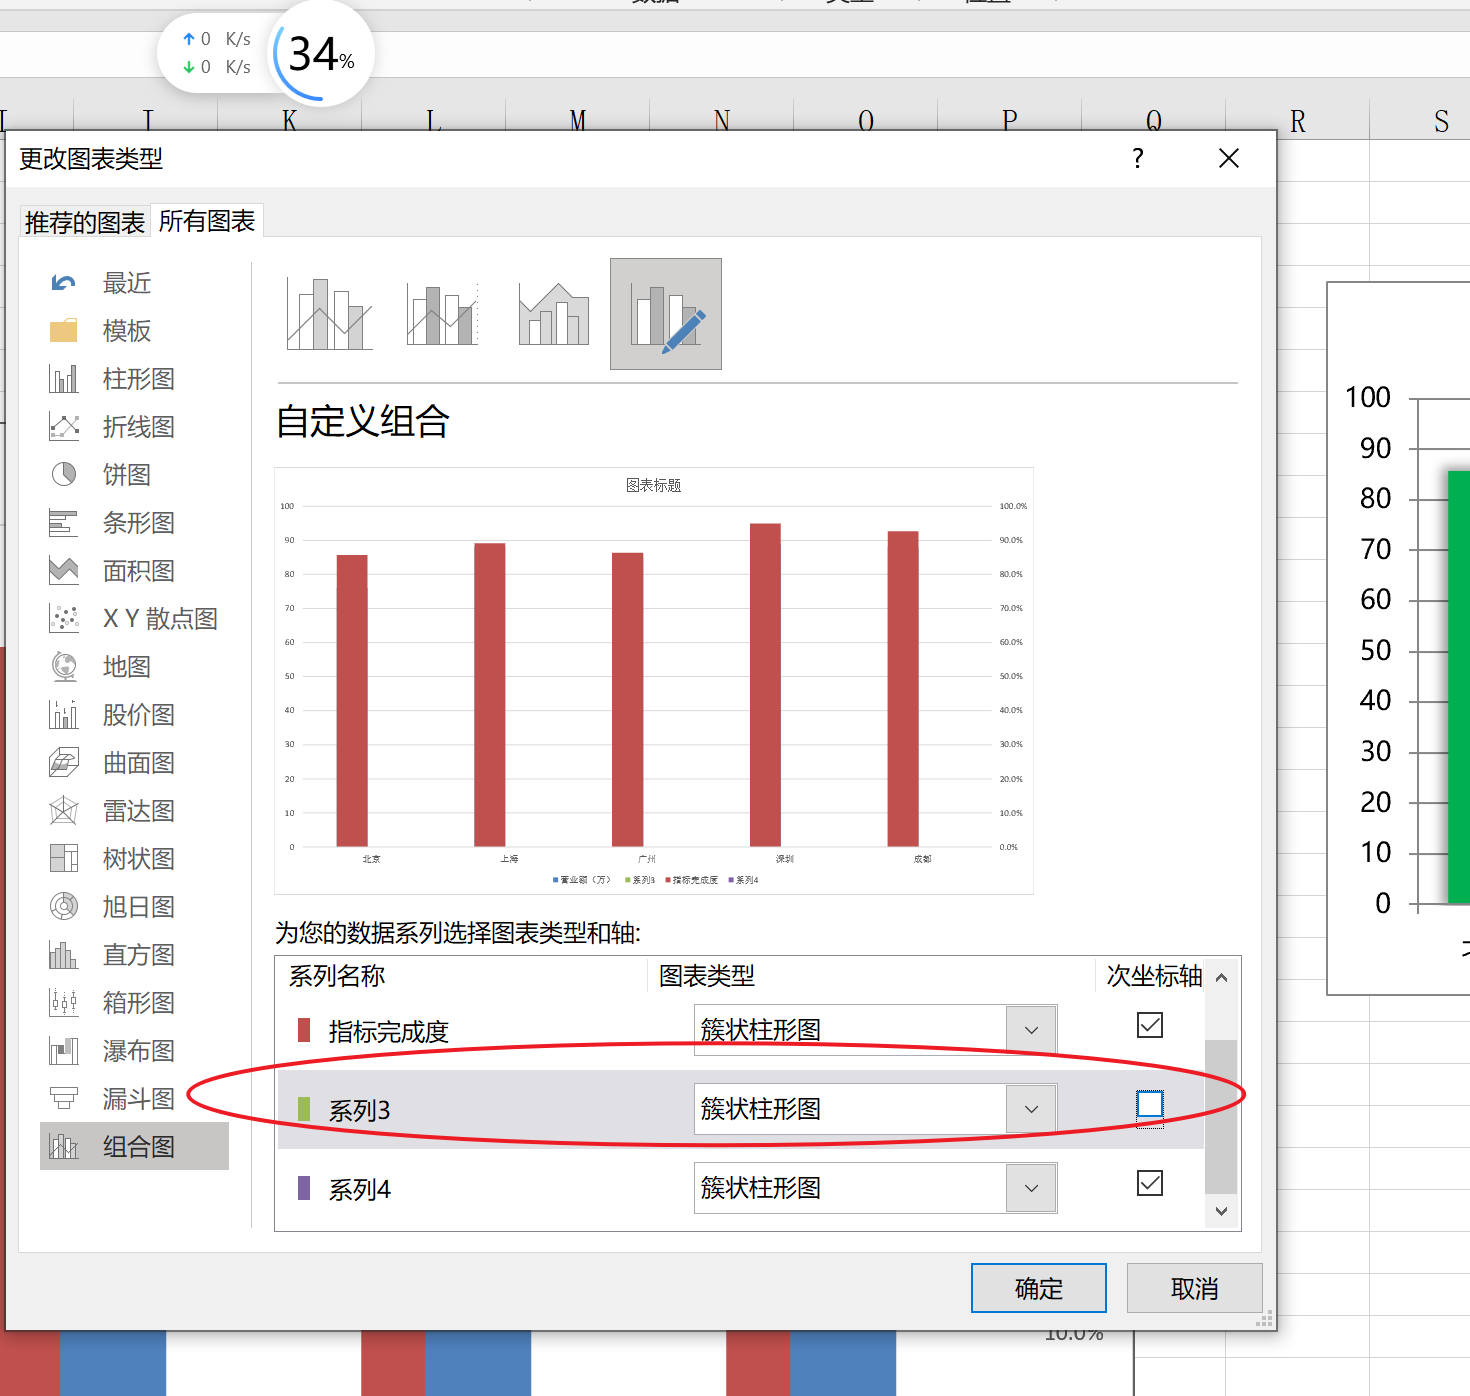 ↑ 0 K/s
↓ 0 K/s
34%
I K L M N O P Q R S
更改图表类型
?
推荐的图表 所有图表
最近
模板
柱形图
折线图
饼图
条形图
面积图
X Y 散点图
地图
股价图
曲面图
雷达图
树状图
旭日图
直方图
箱形图
瀑布图
漏斗图
组合图
自定义组合
图表标题
100 100.0%
90 90.0%
80 80.0%
70 70.0%
60 60.0%
50 50.0%
40 40.0%
30 30.0%
20 20.0%
10 10.0%
0 0.0%
北京 上海 广州 深圳 成都
营业额（万） 系列3 指标完成度 系列4
为您的数据系列选择图表类型和轴:
系列名称 图表类型 次坐标轴
指标完成度 簇状柱形图
系列3 簇状柱形图
系列4 簇状柱形图
确定 取消
100
90
80
70
60
50
40
30
20
10
0
10.0%